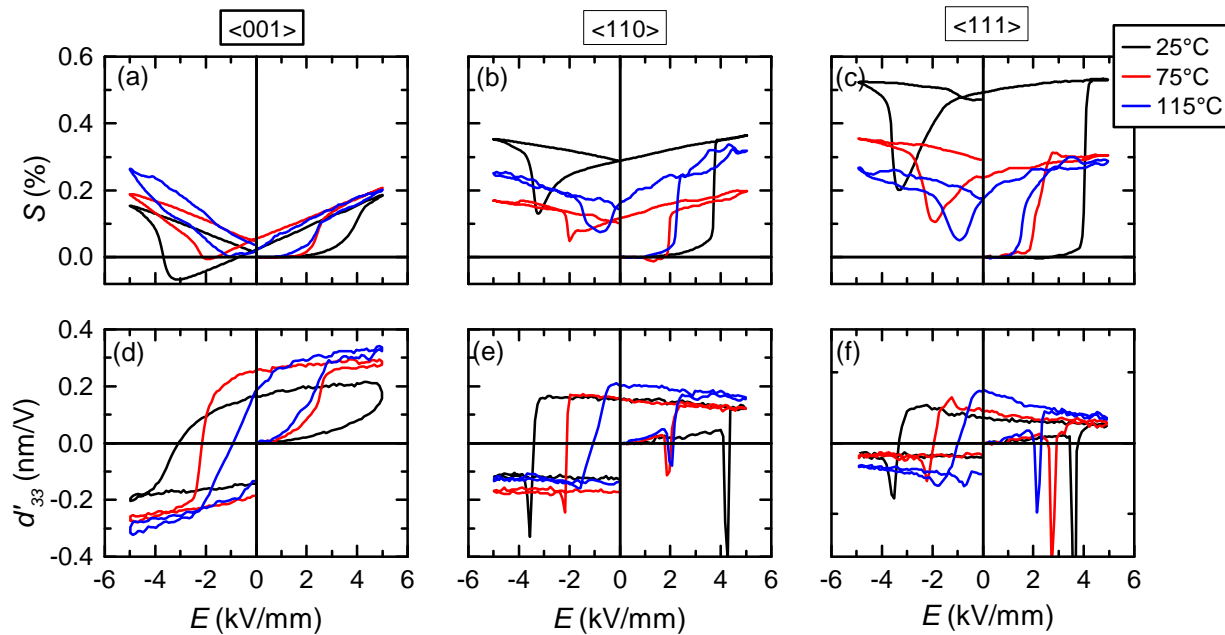 <001>
<110>
<111>
25°C
75°C
115°C
(a)
(b)
(c)
0.6
0.4
0.2
0.0
S (%)
(d)
(e)
(f)
0.4
0.2
0.0
-0.2
-0.4
d'33 (nm/V)
-6 -4 -2 0 2 4 6
-6 -4 -2 0 2 4 6
-6 -4 -2 0 2 4 6
E (kV/mm)
E (kV/mm)
E (kV/mm)